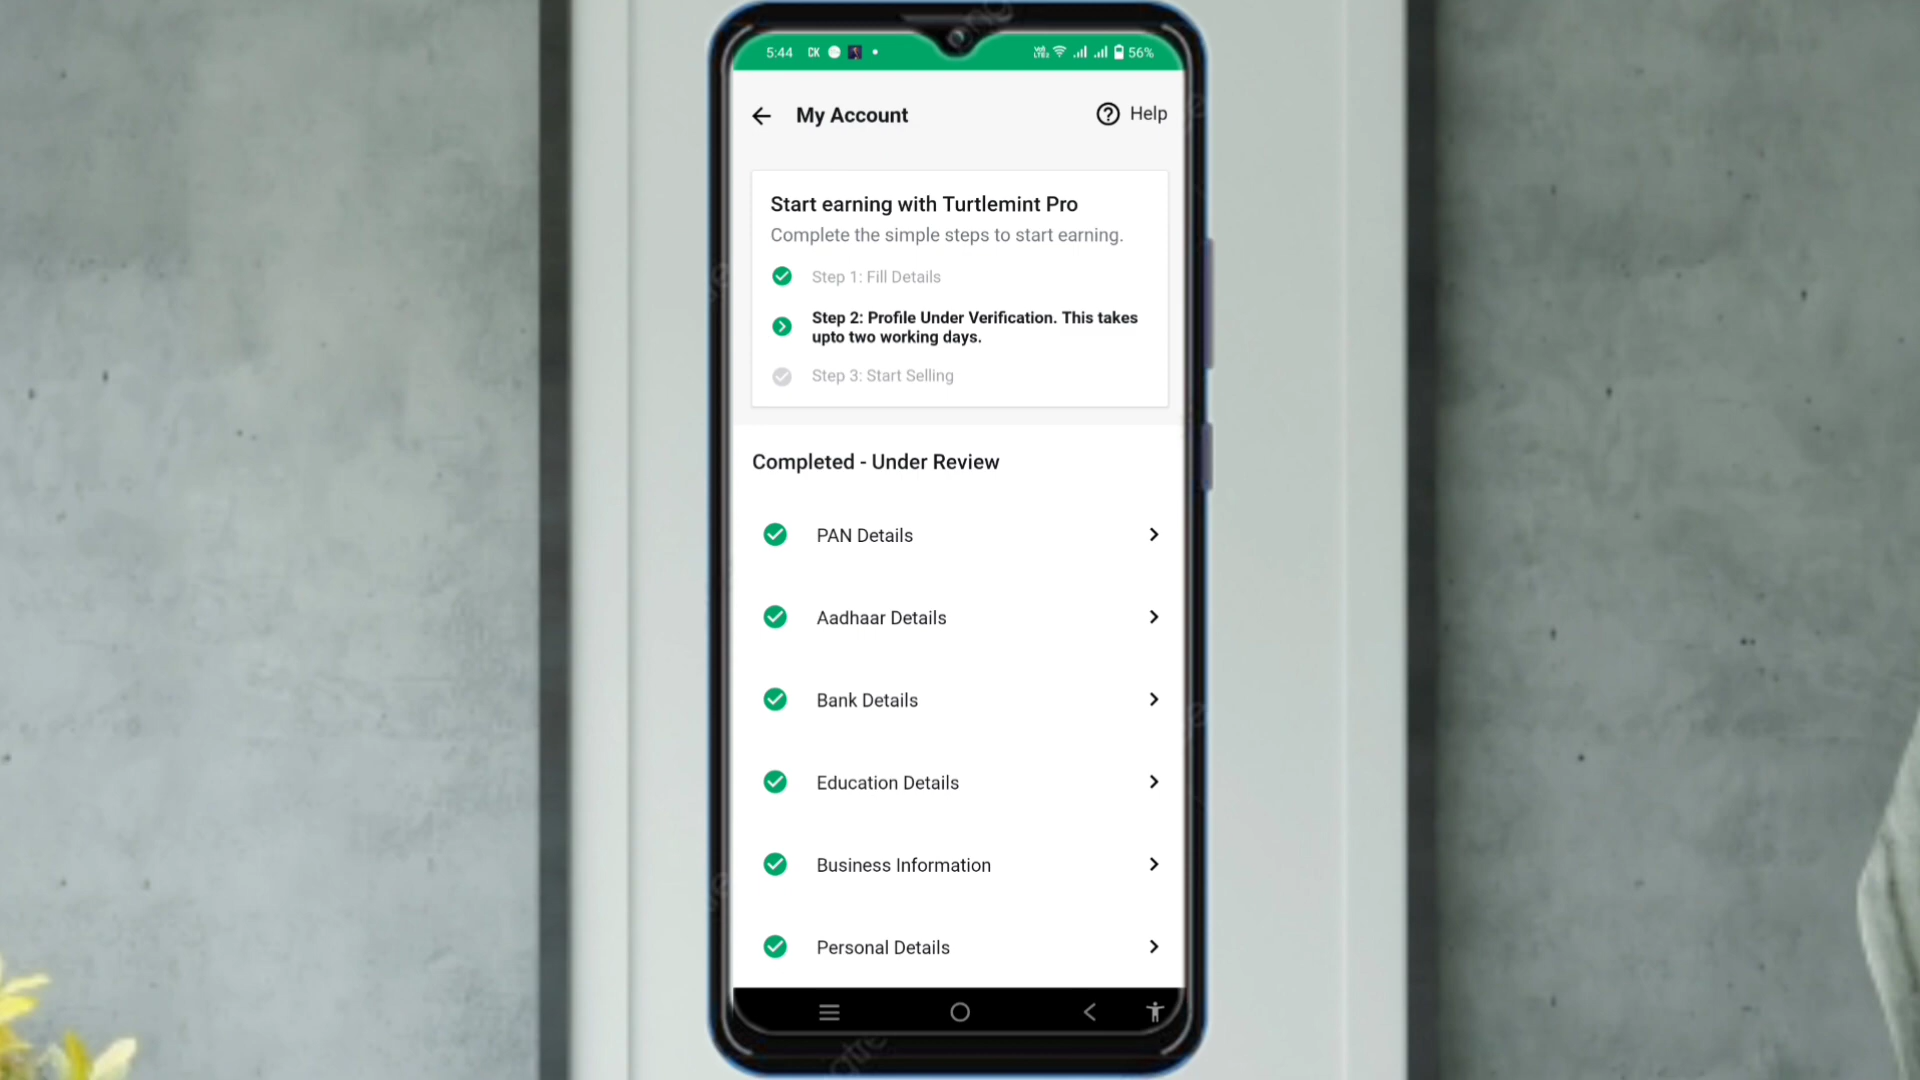 5:44 CK 56%
My Account
Help
Start earning with Turtlemint Pro
Complete the simple steps to start earning.
Step 1: Fill Details
Step 2: Profile Under Verification. This takes
upto two working days.
Step 3: Start Selling
Completed - Under Review
PAN Details
Aadhaar Details
Bank Details
Education Details
Business Information
Personal Details